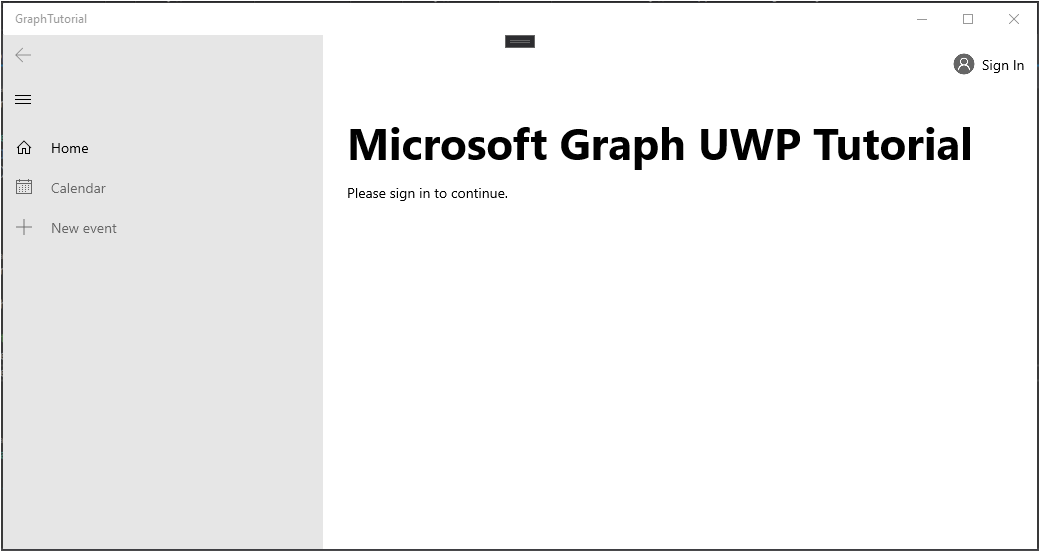 GraphTutorial
Sign In
Home
Calendar
New event
Microsoft Graph UWP Tutorial
Please sign in to continue.